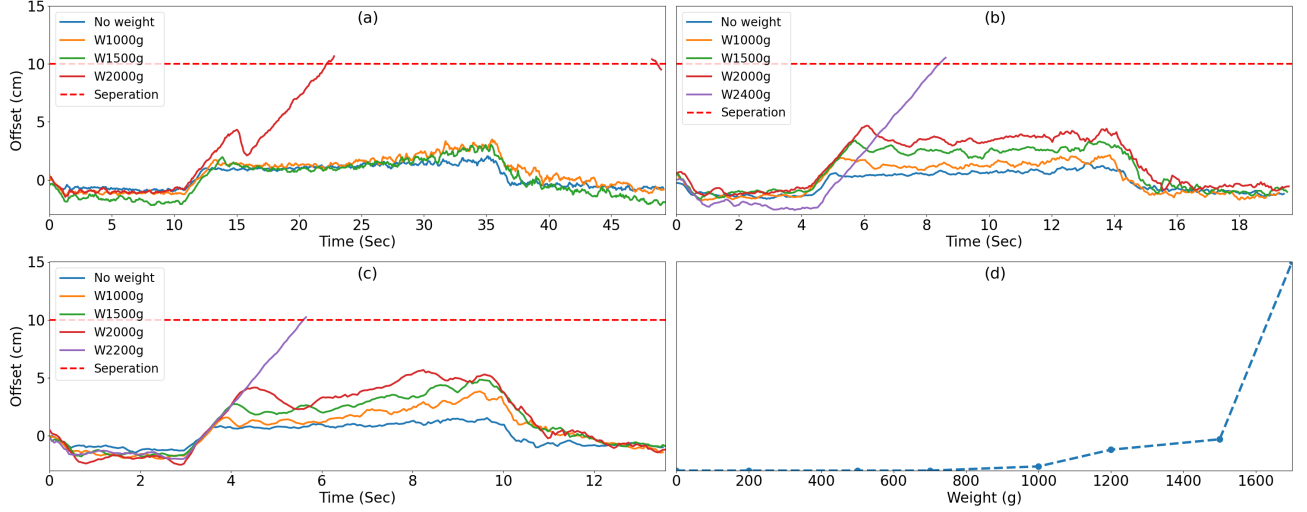 (a)
No weight
W1000g
W1500g
W2000g
Seperation
Offset (cm)
15
10
5
0
0 5 10 15 20 25 30 35 40 45
Time (Sec)
(b)
No weight
W1000g
W1500g
W2000g
W2400g
Seperation
0 2 4 6 8 10 12 14 16 18
Time (Sec)
(c)
No weight
W1000g
W1500g
W2000g
W2200g
Seperation
Offset (cm)
15
10
5
0
0 2 4 6 8 10 12
Time (Sec)
(d)
0 200 400 600 800 1000 1200 1400 1600
Weight (g)